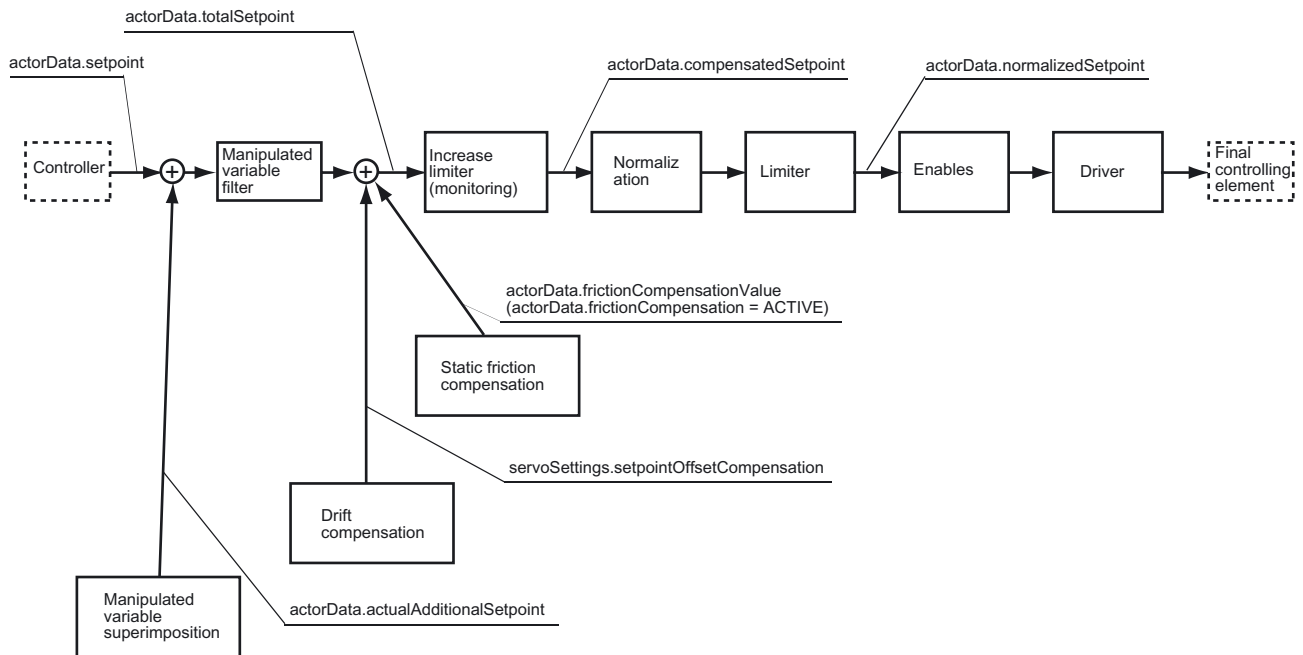 actorData.totalSetpoint
actorData.setpoint
actorData.compensatedSetpoint
actorData.normalizedSetpoint
Controller
+
Manipulated
variable
filter
+
Increase
limiter
(monitoring)
Normaliz
ation
Limiter
Enables
Driver
Final
controlling
element
actorData.frictionCompensationValue
(actorData.frictionCompensation = ACTIVE)
Static friction
compensation
servoSettings.setpointOffsetCompensation
Drift
compensation
Manipulated
variable
superimposition
actorData.actualAdditionalSetpoint